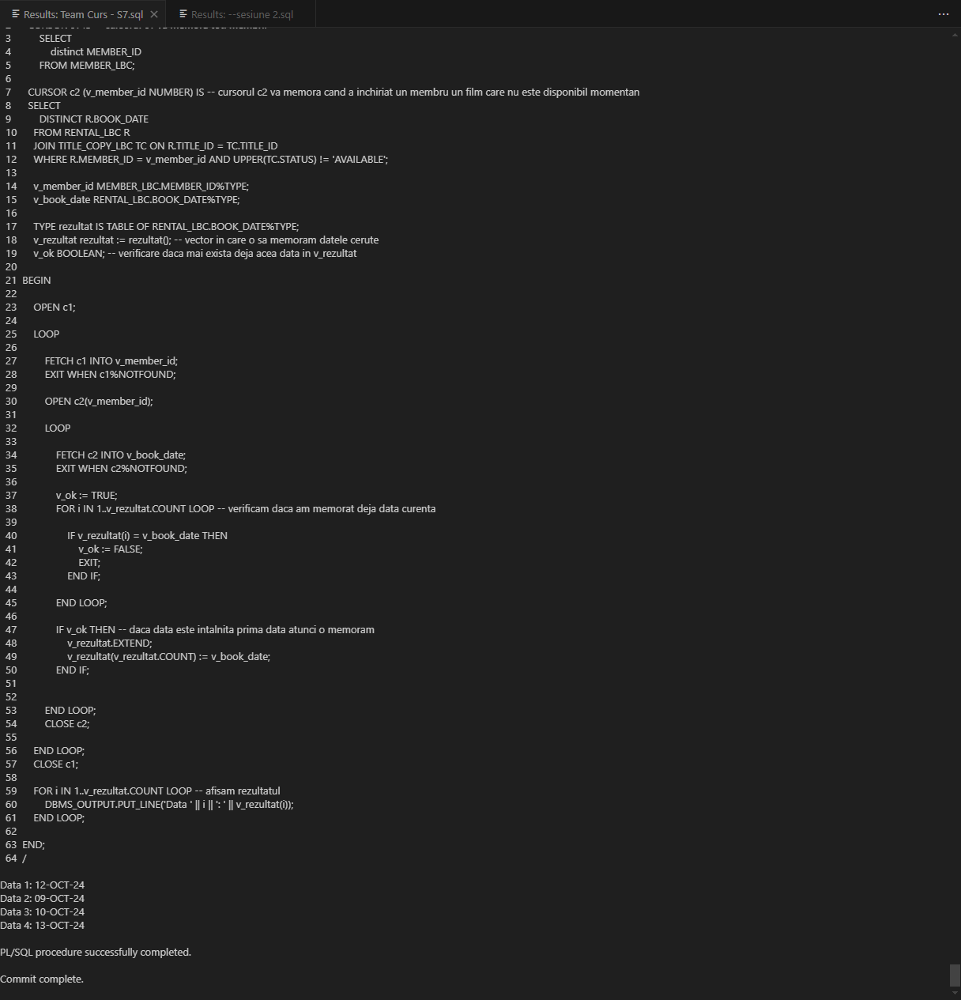 Results: Team Curs - S7.sql
Results: --sesiune 2.sql
3 SELECT
4 distinct MEMBER_ID
5 FROM MEMBER_LBC;
6
7 CURSOR c2 (v_member_id NUMBER) IS -- cursorul c2 va memora cand a inchiriat un membru un film care nu este disponibil momentan
8 SELECT
9 DISTINCT R.BOOK_DATE
10 FROM RENTAL_LBC R
11 JOIN TITLE_COPY_LBC TC ON R.TITLE_ID = TC.TITLE_ID
12 WHERE R.MEMBER_ID = v_member_id AND UPPER(TC.STATUS) != 'AVAILABLE';
13
14 v_member_id MEMBER_LBC.MEMBER_ID%TYPE;
15 v_book_date RENTAL_LBC.BOOK_DATE%TYPE;
16
17 TYPE rezultat IS TABLE OF RENTAL_LBC.BOOK_DATE%TYPE;
18 v_rezultat rezultat := rezultat(); -- vector in care o sa memoram datele cerute
19 v_ok BOOLEAN; -- verificare daca mai exista deja acea data in v_rezultat
20
21 BEGIN
22
23 OPEN c1;
24
25 LOOP
26
27 FETCH c1 INTO v_member_id;
28 EXIT WHEN c1%NOTFOUND;
29
30 OPEN c2(v_member_id);
31
32 LOOP
33
34 FETCH c2 INTO v_book_date;
35 EXIT WHEN c2%NOTFOUND;
36
37 v_ok := TRUE;
38 FOR i IN 1..v_rezultat.COUNT LOOP -- verificam daca am memorat deja data curenta
39
40 IF v_rezultat(i) = v_book_date THEN
41 v_ok := FALSE;
42 EXIT;
43 END IF;
44
45 END LOOP;
46
47 IF v_ok THEN -- daca data este intalnita prima data atunci o memoram
48 v_rezultat.EXTEND;
49 v_rezultat(v_rezultat.COUNT) := v_book_date;
50 END IF;
51
52
53 END LOOP;
54 CLOSE c2;
55
56 END LOOP;
57 CLOSE c1;
58
59 FOR i IN 1..v_rezultat.COUNT LOOP -- afisam rezultatul
60 DBMS_OUTPUT.PUT_LINE('Data ' || i || ': ' || v_rezultat(i));
61 END LOOP;
62
63 END;
64 /
Data 1: 12-OCT-24
Data 2: 09-OCT-24
Data 3: 10-OCT-24
Data 4: 13-OCT-24
PL/SQL procedure successfully completed.
Commit complete.